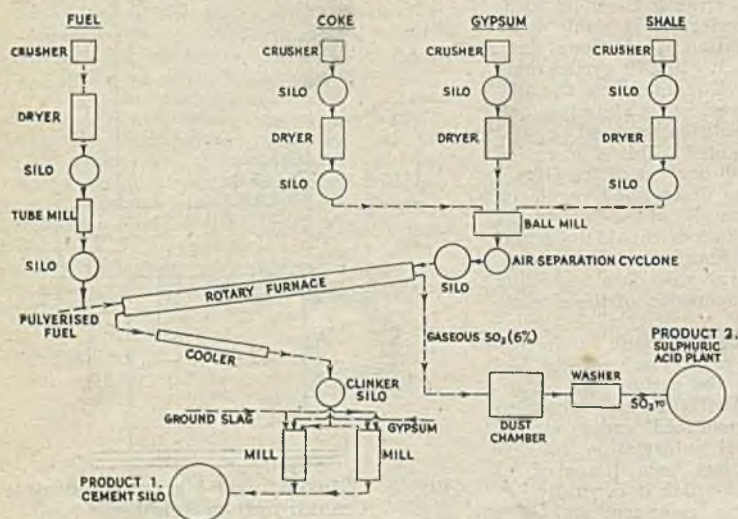 FUEL
COKE
GYPSUM
SHALE
CRUSHER
CRUSHER
CRUSHER
CRUSHER
SILO
SILO
SILO
DRYER
DRYER
DRYER
DRYER
SILO
SILO
SILO
TUBE MILL
BALL MILL
SILO
AIR SEPARATION CYCLONE
SILO
ROTARY FURNACE
PULVERISED
FUEL
GASEOUS SO₂(6%)
COOLER
PRODUCT 2.
SULPHURIC
ACID PLANT
CLINKER
SILO
WASHER
SO₂ TO
DUST
CHAMBER
GROUND SLAG
GYPSUM
MILL
MILL
PRODUCT 1.
CEMENT SILO